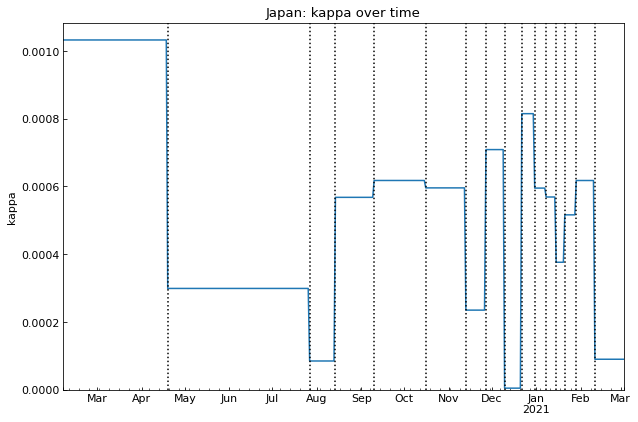 Japan: kappa over time
kappa
0.0010
0.0008
0.0006
0.0004
0.0002
0.0000
Mar Apr May Jun Jul Aug Sep Oct Nov Dec Jan Feb Mar
2021